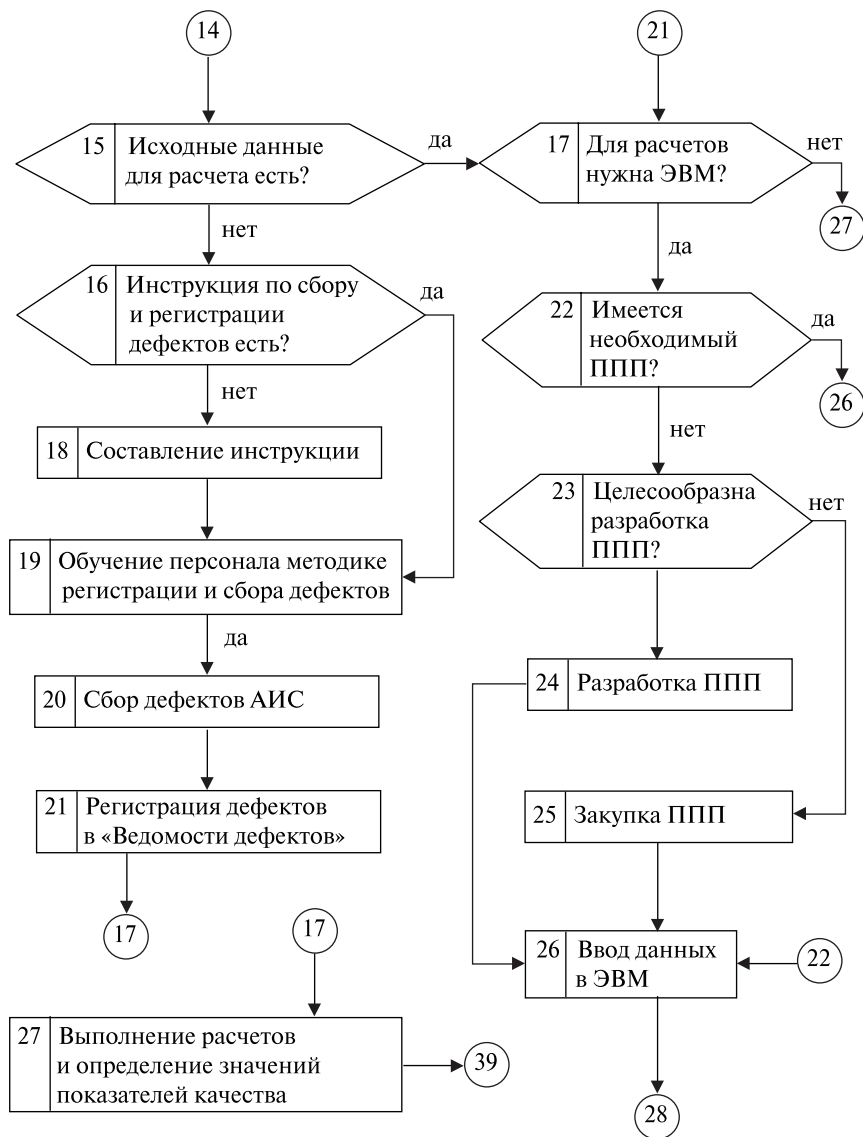 14
15 Исходные данные
для расчета есть?
да
нет
16 Инструкция по сбору
и регистрации
дефектов есть?
да
нет
18 Составление инструкции
19 Обучение персонала методике
регистрации и сбора дефектов
да
20 Сбор дефектов АИС
21 Регистрация дефектов
в «Ведомости дефектов»
17
17
27 Выполнение расчетов
и определение значений
показателей качества
39
21
17 Для расчетов
нужна ЭВМ?
нет
27
да
22 Имеется
необходимый
ППП?
да
26
нет
23 Целесообразна
разработка
ППП?
нет
24 Разработка ППП
25 Закупка ППП
26 Ввод данных
в ЭВМ
22
28